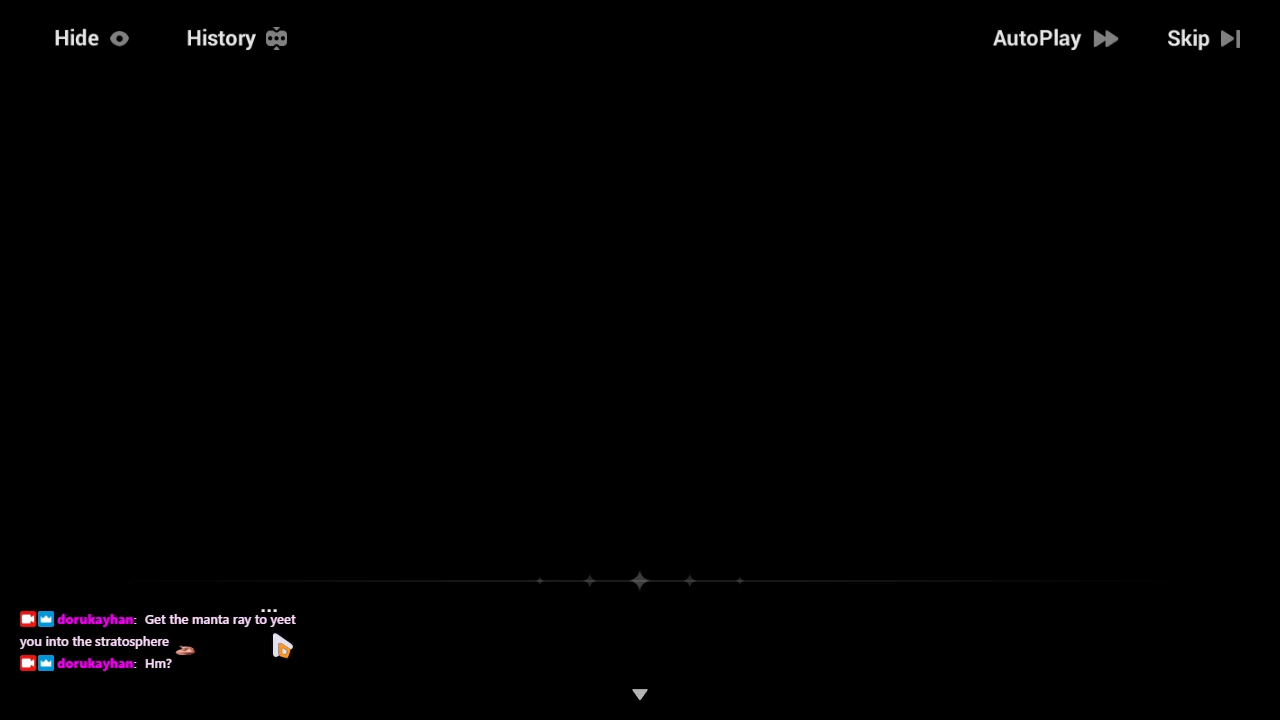 Hide
History
AutoPlay
Skip
...
dorukayhan: Get the manta ray to yeet
you into the stratosphere
dorukayhan: Hm?